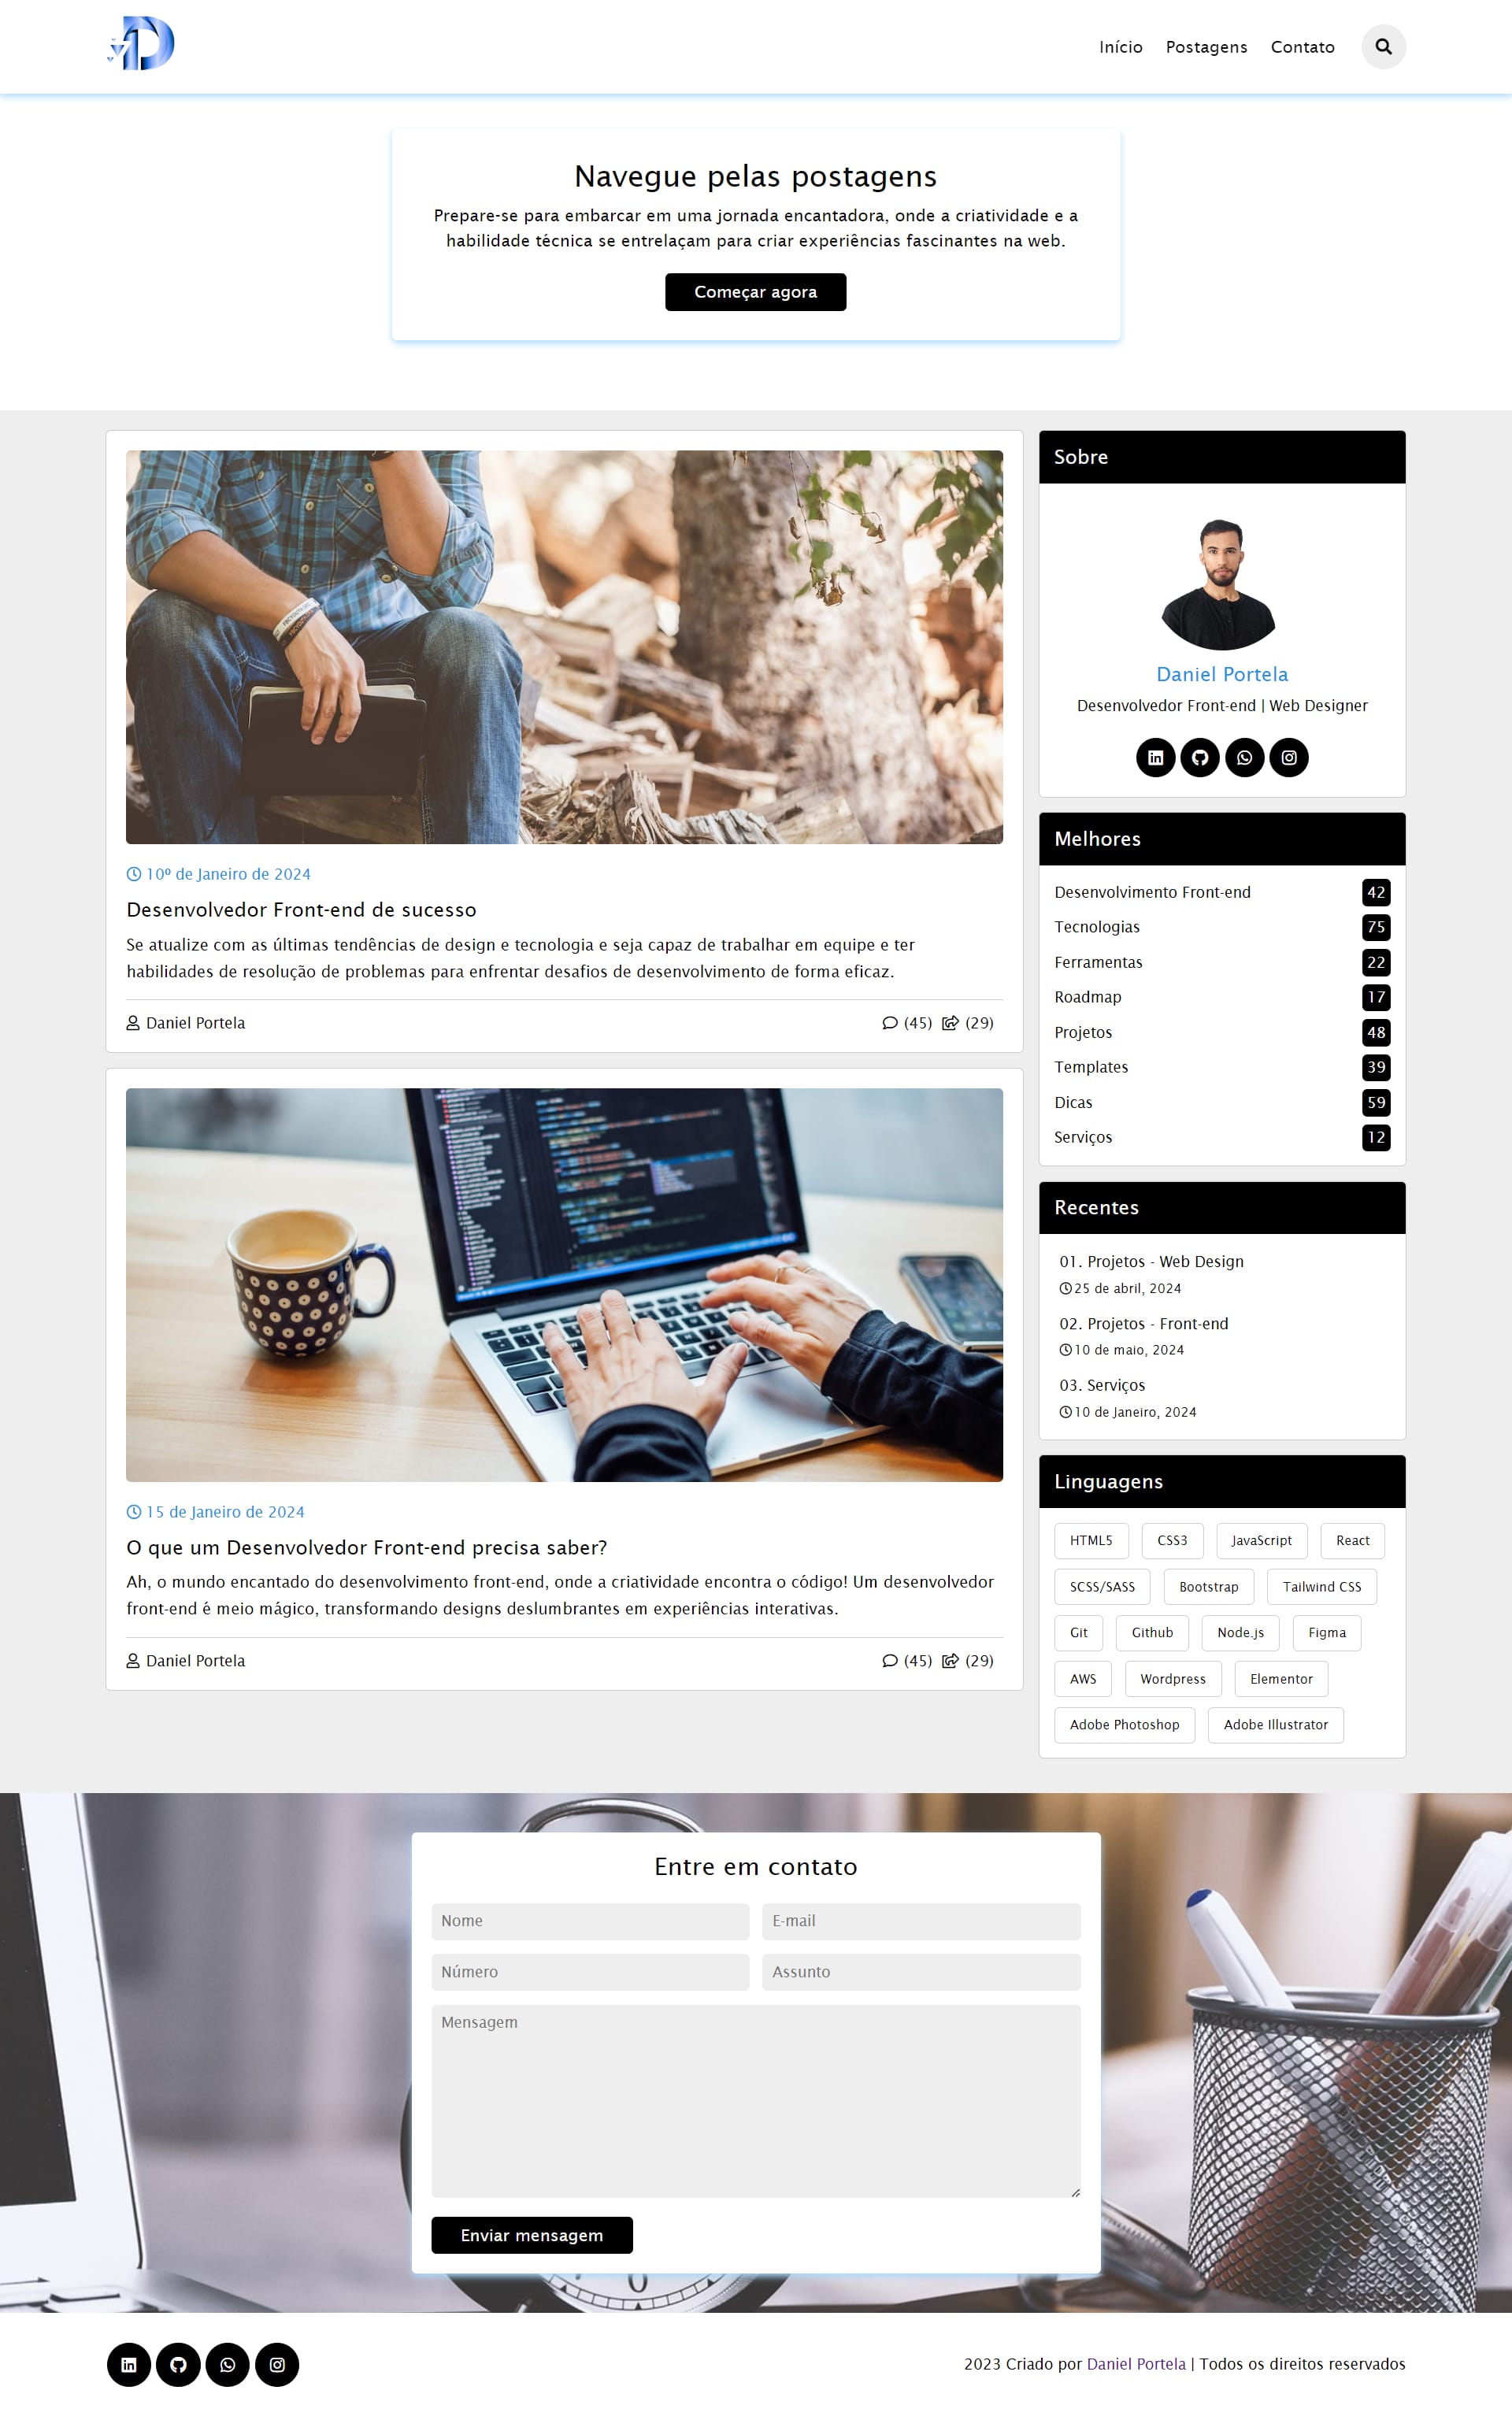 Início Postagens Contato
Navegue pelas postagens
Prepare-se para embarcar em uma jornada encantadora, onde a criatividade e a
habilidade técnica se entrelaçam para criar experiências fascinantes na web.
Começar agora
10º de Janeiro de 2024
Desenvolvedor Front-end de sucesso
Se atualize com as últimas tendências de design e tecnologia e seja capaz de trabalhar em equipe e ter
habilidades de resolução de problemas para enfrentar desafios de desenvolvimento de forma eficaz.
Daniel Portela (45) (29)
15 de Janeiro de 2024
O que um Desenvolvedor Front-end precisa saber?
Ah, o mundo encantado do desenvolvimento front-end, onde a criatividade encontra o código! Um desenvolvedor
front-end é meio mágico, transformando designs deslumbrantes em experiências interativas.
Daniel Portela (45) (29)
Sobre
Daniel Portela
Desenvolvedor Front-end | Web Designer
Melhores
Desenvolvimento Front-end 42
Tecnologias 75
Ferramentas 22
Roadmap 17
Projetos 48
Templates 39
Dicas 59
Serviços 12
Recentes
01. Projetos - Web Design
25 de abril, 2024
02. Projetos - Front-end
10 de maio, 2024
03. Serviços
10 de Janeiro, 2024
Linguagens
HTML5 CSS3 JavaScript React
SCSS/SASS Bootstrap Tailwind CSS
Git Github Node.js Figma
AWS Wordpress Elementor
Adobe Photoshop Adobe Illustrator
Entre em contato
Nome E-mail
Número Assunto
Mensagem
Enviar mensagem
2023 Criado por Daniel Portela | Todos os direitos reservados